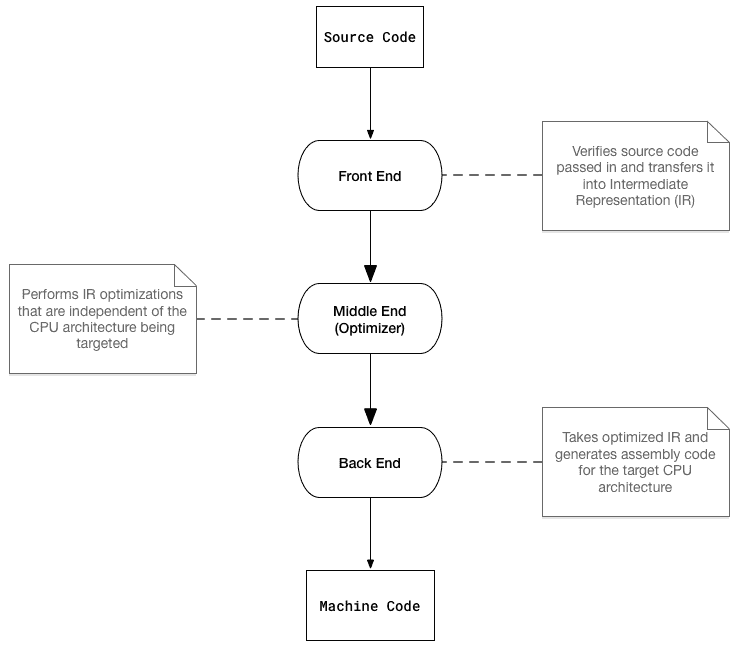 Source Code
Front End
Verifies source code
passed in and transfers it
into Intermediate
Representation (IR)
Performs IR optimizations
that are independent of the
CPU architecture being
targeted
Middle End
(Optimizer)
Back End
Takes optimized IR and
generates assembly code
for the target CPU
architecture
Machine Code